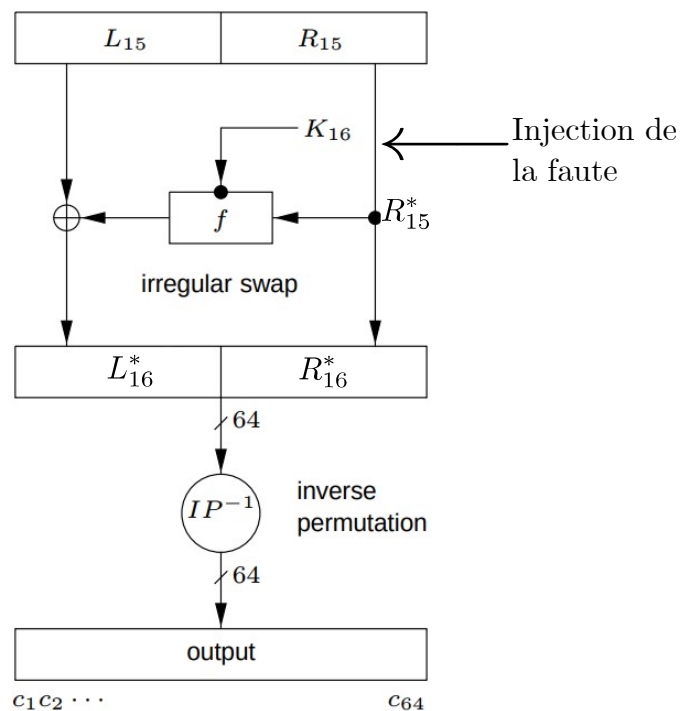 L₁₅ R₁₅
K₁₆
Injection de
la faute
f
R*₁₅
irregular swap
L*₁₆ R*₁₆
64
IP⁻¹
inverse
permutation
64
output
c₁c₂ ··· c₆₄